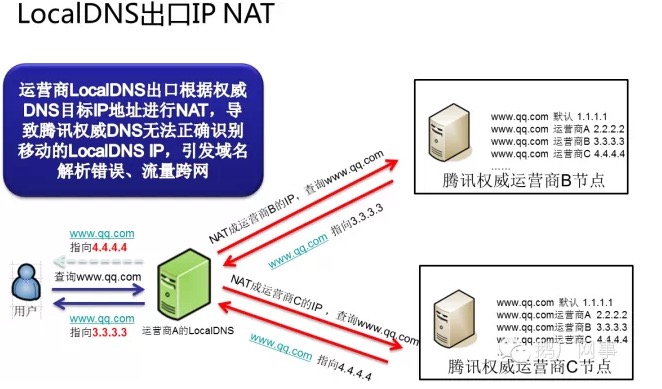 LocalDNS出口IP NAT
运营商LocalDNS出口根据权威
DNS目标IP地址进行NAT，导
致腾讯权威DNS无法正确识别
移动的LocalDNS IP，引发域名
解析错误、流量跨网
www.qq.com 默认 1.1.1.1
www.qq.com 运营商A 2.2.2.2
www.qq.com 运营商B 3.3.3.3
www.qq.com 运营商C 4.4.4.4
......
腾讯权威运营商B节点
NAT成运营商B的IP，查询www.qq.com
www.qq.com 指向3.3.3.3
www.qq.com
指向4.4.4.4
查询www.qq.com
用户
www.qq.com
指向3.3.3.3
运营商A的LocalDNS
NAT成运营商C的IP ，查询www.qq.com
www.qq.com 指向4.4.4.4
www.qq.com 默认 1.1.1.1
www.qq.com运营商A 2.2.2.2
www.qq.com运营商B 3.3.3.3
www.qq.com运营商C 4.4.4.4
腾讯权威运营商C节点